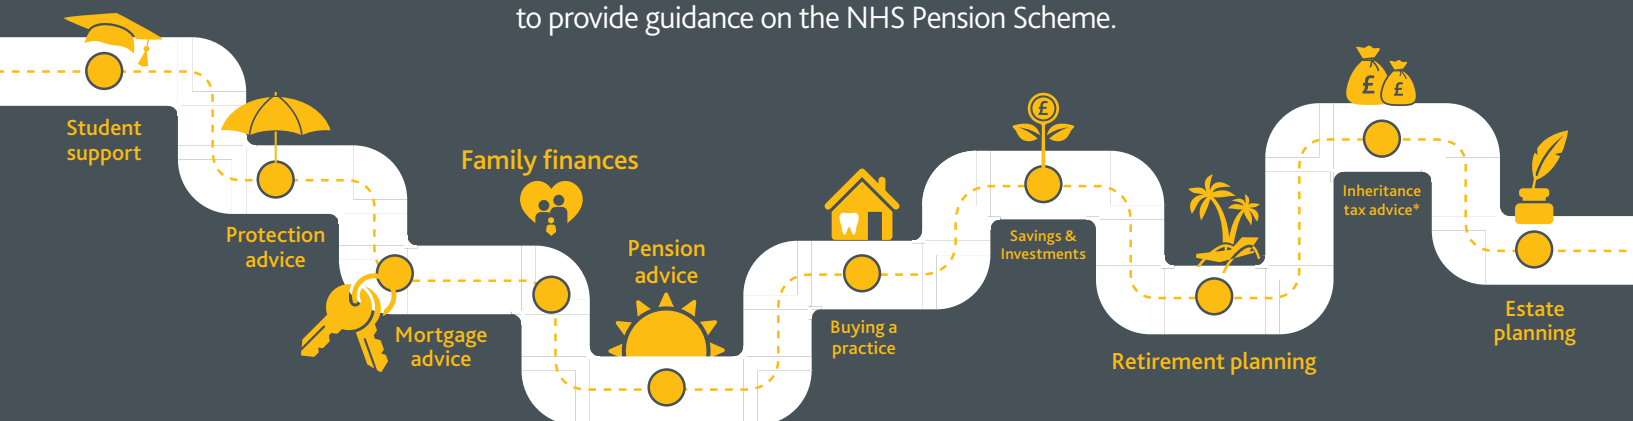 to provide guidance on the NHS Pension Scheme.
Student
support
Protection
advice
Mortgage
advice
Family finances
Pension
advice
Buying a
practice
£
Savings &
Investments
Retirement planning
£ £
Inheritance
tax advice*
Estate
planning